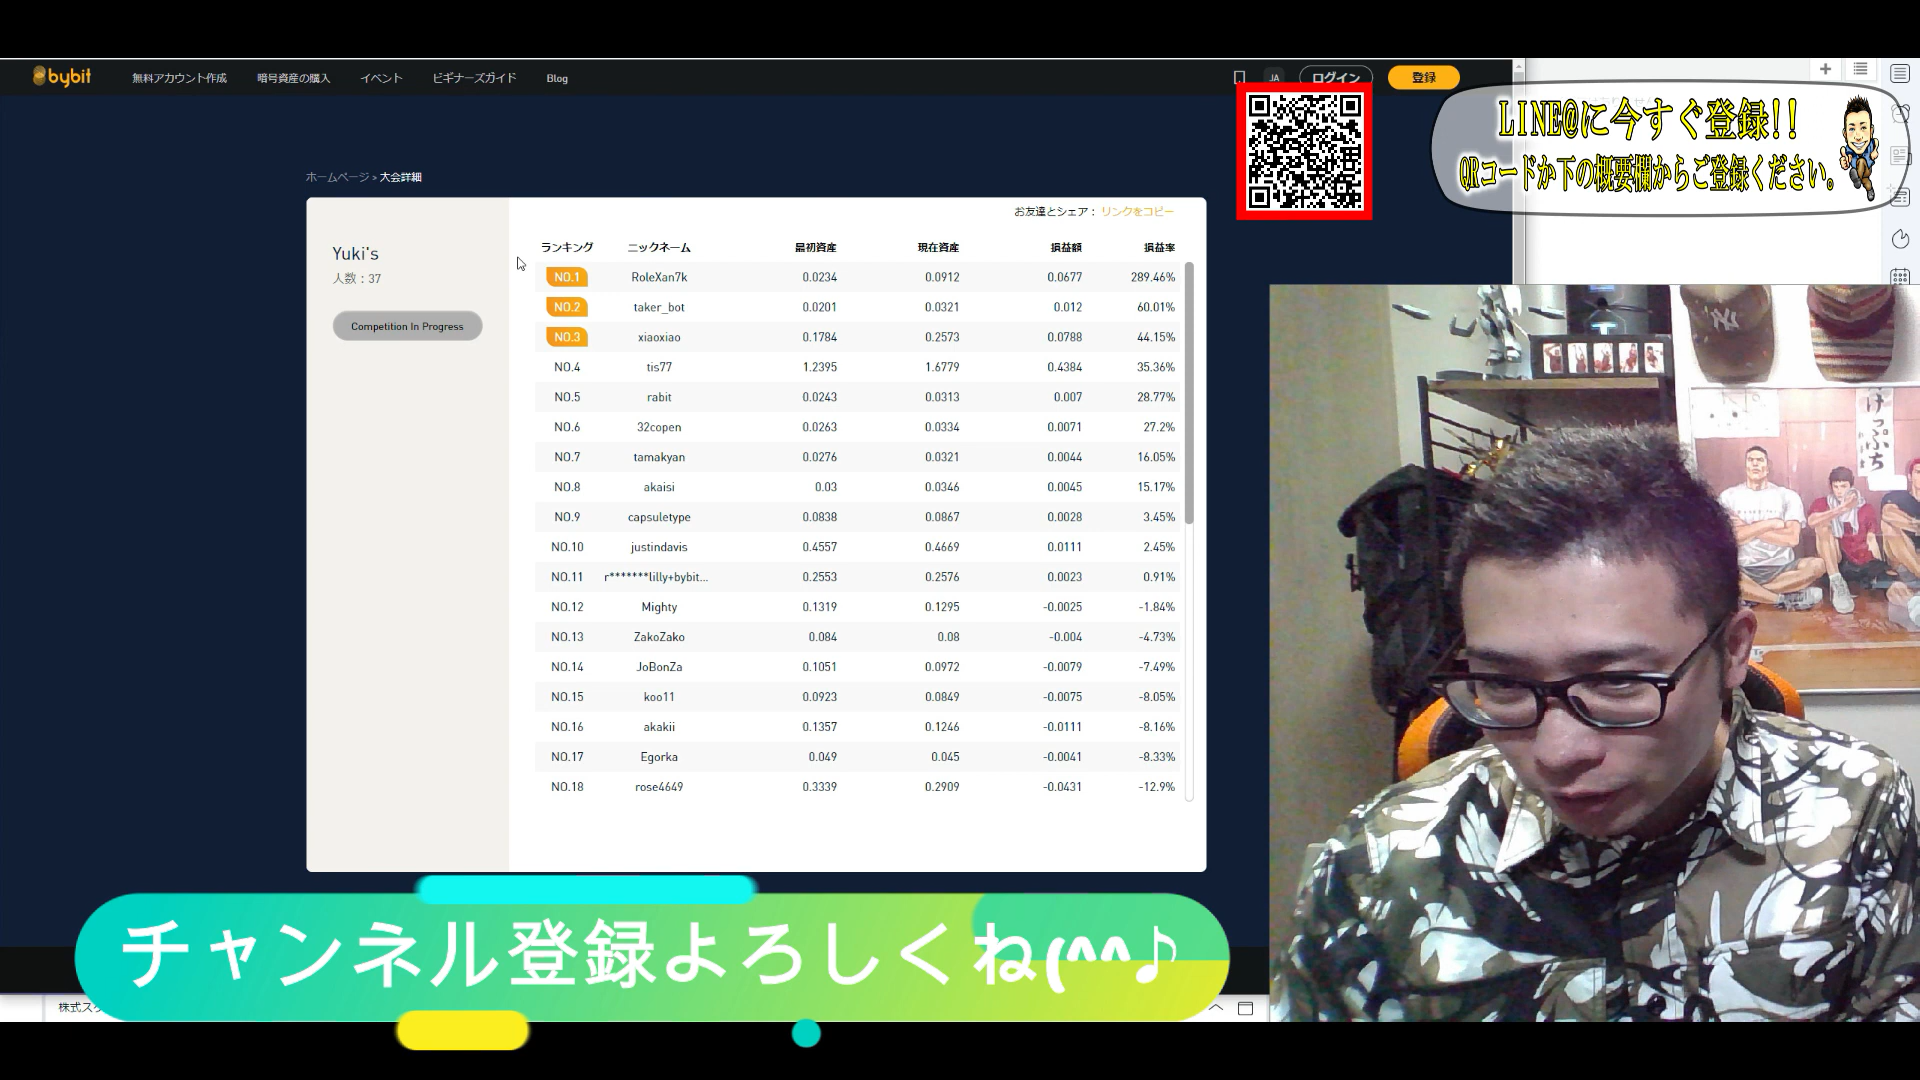 bybit 無料アカウント作成 暗号資産の購入 イベント ビギナーズガイド Blog JA ログイン 登録
LINE@に今すぐ登録!!
QRコードか下の概要欄からご登録ください。
ホームページ > 大会詳細
お友達とシェア： リンクをコピー
Yuki's
人数：37
Competition In Progress
ランキング ニックネーム 最初資産 現在資産 損益額 損益率
NO.1 RoleXan7k 0.0234 0.0912 0.0677 289.46%
NO.2 taker_bot 0.0201 0.0321 0.012 60.01%
NO.3 xiaoxiao 0.1784 0.2573 0.0788 44.15%
NO.4 tis77 1.2395 1.6779 0.4384 35.36%
NO.5 rabit 0.0243 0.0313 0.007 28.77%
NO.6 32copen 0.0263 0.0334 0.0071 27.2%
NO.7 tamakyan 0.0276 0.0321 0.0044 16.05%
NO.8 akaisi 0.03 0.0346 0.0045 15.17%
NO.9 capsuletype 0.0838 0.0867 0.0028 3.45%
NO.10 justindavis 0.4557 0.4669 0.0111 2.45%
NO.11 r*******lilly+bybit... 0.2553 0.2576 0.0023 0.91%
NO.12 Mighty 0.1319 0.1295 -0.0025 -1.84%
NO.13 ZakoZako 0.084 0.08 -0.004 -4.73%
NO.14 JoBonZa 0.1051 0.0972 -0.0079 -7.49%
NO.15 koo11 0.0923 0.0849 -0.0075 -8.05%
NO.16 akakii 0.1357 0.1246 -0.0111 -8.16%
NO.17 Egorka 0.049 0.045 -0.0041 -8.33%
NO.18 rose4649 0.3339 0.2909 -0.0431 -12.9%
けっぷち
チャンネル登録よろしくね(^^♪
株式ス